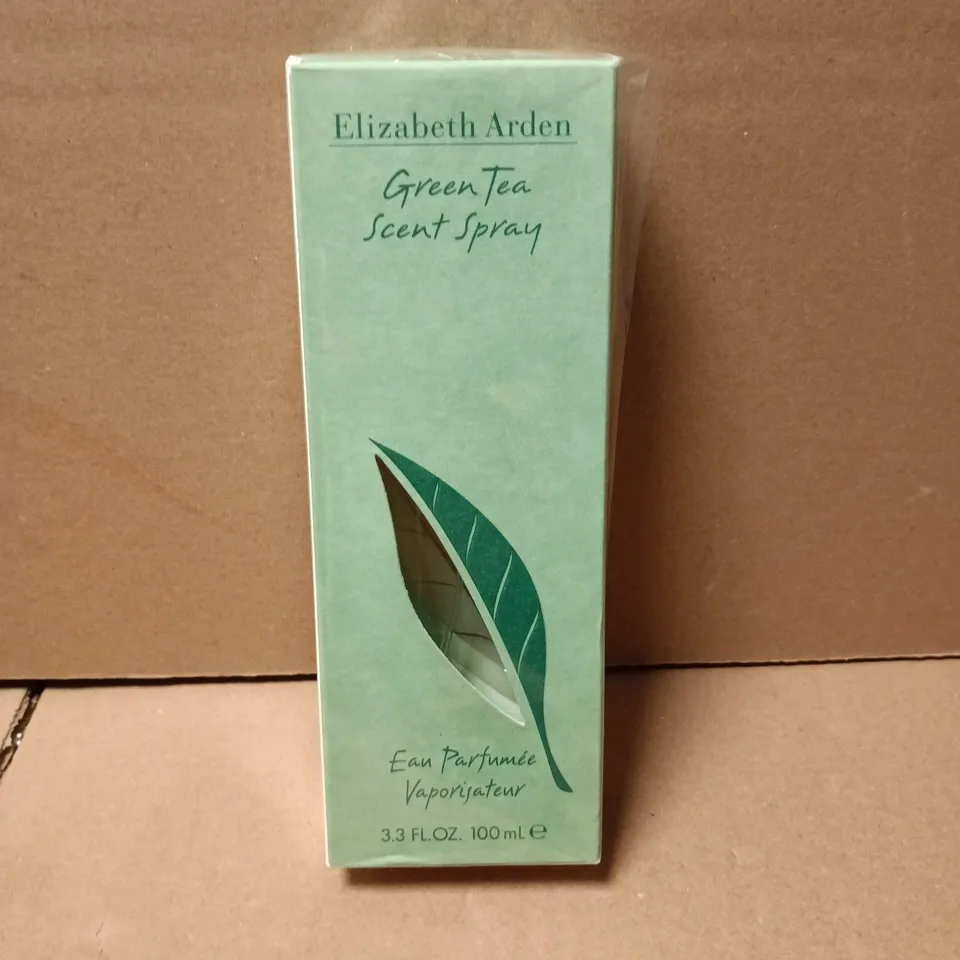 Elizabeth Arden
Green Tea
Scent Spray
Eau Parfumée
Vaporisateur
3.3 FL.OZ. 100 mL ℮